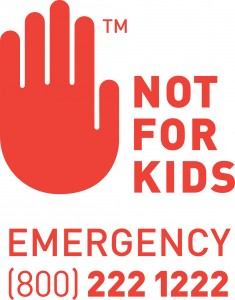 TM
NOT
FOR
KIDS
EMERGENCY
(800) 222 1222